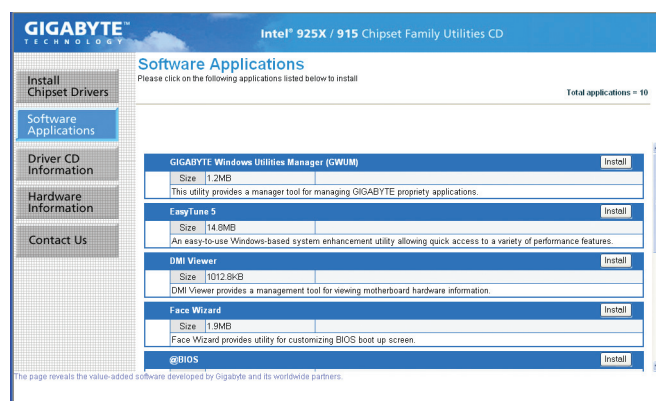 GIGABYTE™
TECHNOLOGY
Intel® 925X / 915 Chipset Family Utilities CD
Install
Chipset Drivers
Software
Applications
Driver CD
Information
Hardware
Information
Contact Us
Software Applications
Please click on the following applications listed below to install
Total applications = 10
GIGABYTE Windows Utilities Manager (GWUM) Install
Size 1.2MB
This utility provides a manager tool for managing GIGABYTE propriety applications.
EasyTune 5 Install
Size 14.8MB
An easy-to-use Windows-based system enhancement utility allowing quick access to a variety of performance features.
DMI Viewer Install
Size 1012.8KB
DMI Viewer provides a management tool for viewing motherboard hardware information.
Face Wizard Install
Size 1.9MB
Face Wizard provides utility for customizing BIOS boot up screen.
@BIOS Install
The page reveals the value-added software developed by Gigabyte and its worldwide partners.